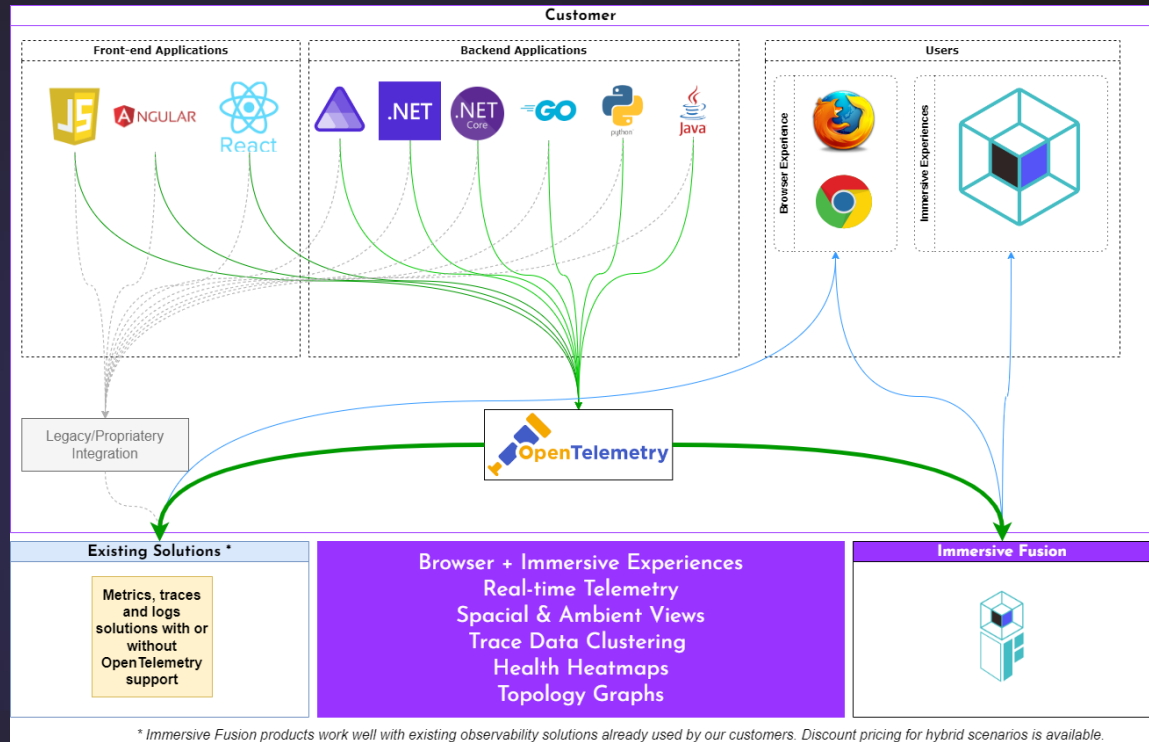 Customer
Front-end Applications
Backend Applications
Users
JS
ANGULAR
React
.NET
.NET
Core
GO
python
Java
Browser Experience
Immersive Experiences
Legacy/Propriatery
Integration
OpenTelemetry
Existing Solutions *
Metrics, traces
and logs
solutions with or
without
OpenTelemetry
support
Browser + Immersive Experiences
Real-time Telemetry
Spacial & Ambient Views
Trace Data Clustering
Health Heatmaps
Topology Graphs
Immersive Fusion
* Immersive Fusion products work well with existing observability solutions already used by our customers. Discount pricing for hybrid scenarios is available.